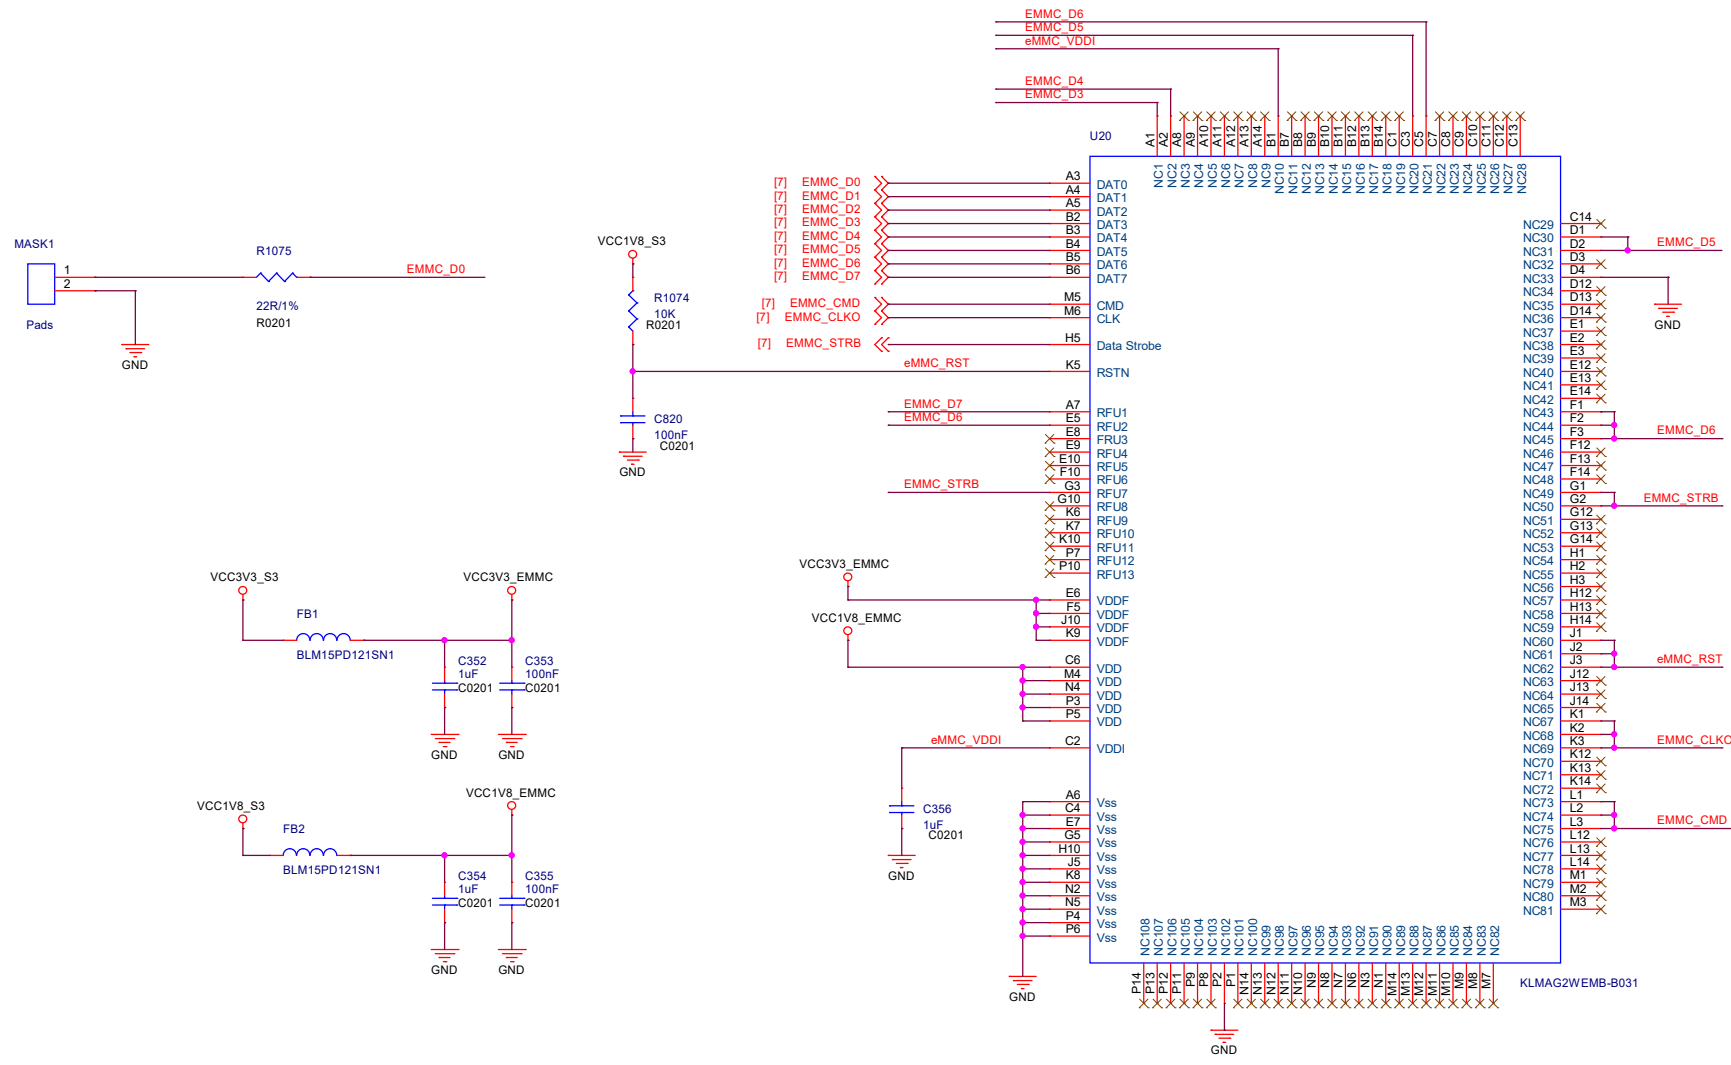 EMMC_D6
EMMC_D5
eMMC_VDDI
EMMC_D4
EMMC_D3
U20
A1 A2 A8 A9 A10 A11 A12 A13 A14 B1 B7 B8 B9 B10 B11 B12 B13 B14 C1 C3 C5 C7 C8 C9 C10 C11 C12 C13
NC1 NC2 NC3 NC4 NC5 NC6 NC7 NC8 NC9 NC10 NC11 NC12 NC13 NC14 NC15 NC16 NC17 NC18 NC19 NC20 NC21 NC22 NC23 NC24 NC25 NC26 NC27 NC28
[7] EMMC_D0 A3 DAT0
[7] EMMC_D1 A4 DAT1
[7] EMMC_D2 A5 DAT2
[7] EMMC_D3 B2 DAT3
[7] EMMC_D4 B3 DAT4
[7] EMMC_D5 B4 DAT5
[7] EMMC_D6 B5 DAT6
[7] EMMC_D7 B6 DAT7
[7] EMMC_CMD M5 CMD
[7] EMMC_CLKO M6 CLK
[7] EMMC_STRB H5 Data Strobe
eMMC_RST K5 RSTN
EMMC_D7 A7 RFU1
EMMC_D6 E5 RFU2
E8 FRU3
E9 RFU4
E10 RFU5
F10 RFU6
EMMC_STRB G3 RFU7
G10 RFU8
K6 RFU9
K7 RFU10
K10 RFU11
P7 RFU12
P10 RFU13
VCC3V3_EMMC
E6 VDDF
F5 VDDF
J10 VDDF
K9 VDDF
VCC1V8_EMMC
C6 VDD
M4 VDD
N4 VDD
P3 VDD
P5 VDD
eMMC_VDDI C2 VDDI
C356
1uF
C0201
GND
A6 Vss
C4 Vss
E7 Vss
G5 Vss
H10 Vss
J5 Vss
K8 Vss
N2 Vss
N5 Vss
P4 Vss
P6 Vss
GND
MASK1
1
2
Pads
R1075
22R/1%
R0201
EMMC_D0
GND
VCC1V8_S3
R1074
10K
R0201
C820
100nF
C0201
GND
VCC3V3_S3
FB1
BLM15PD121SN1
VCC3V3_EMMC
C352
1uF
C0201
C353
100nF
C0201
GND
GND
VCC1V8_S3
FB2
BLM15PD121SN1
VCC1V8_EMMC
C354
1uF
C0201
C355
100nF
C0201
GND
GND
NC29 C14
NC30 D1
NC31 D2 EMMC_D5
NC32 D3
NC33 D4
GND
NC34 D12
NC35 D13
NC36 D14
NC37 E1
NC38 E2
NC39 E3
NC40 E12
NC41 E13
NC42 E14
NC43 F1
NC44 F2
NC45 F3 EMMC_D6
NC46 F12
NC47 F13
NC48 F14
NC49 G1
NC50 G2 EMMC_STRB
NC51 G12
NC52 G13
NC53 G14
NC54 H1
NC55 H2
NC56 H3
NC57 H12
NC58 H13
NC59 H14
NC60 J1
NC61 J2
NC62 J3 eMMC_RST
NC63 J12
NC64 J13
NC65 J14
NC67 K1
NC68 K2
NC69 K3 EMMC_CLKO
NC70 K12
NC71 K13
NC72 K14
NC73 L1
NC74 L2
NC75 L3 EMMC_CMD
NC76 L12
NC77 L13
NC78 L14
NC79 M1
NC80 M2
NC81 M3
NC108 NC107 NC106 NC105 NC104 NC103 NC102 NC101 NC100 NC99 NC98 NC97 NC96 NC95 NC94 NC93 NC92 NC91 NC90 NC89 NC88 NC87 NC86 NC85 NC84 NC83 NC82
P14 P13 P12 P11 P9 P8 P2 P1 N14 N13 N12 N11 N10 N9 N8 N7 N6 N3 N1 M14 M13 M12 M11 M10 M9 M8 M7
KLMAG2WEMB-B031
GND